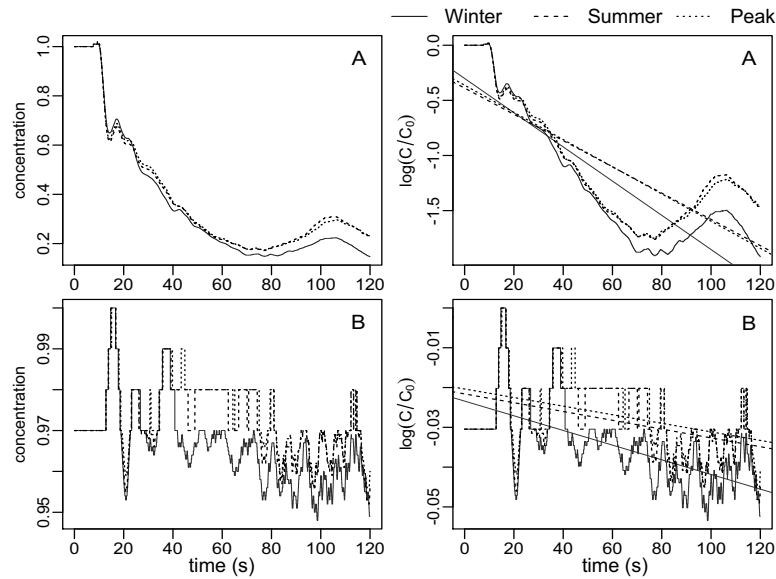 Winter Summer Peak
A
concentration
1.0
0.8
0.6
0.4
0.2
0 20 40 60 80 100 120
A
log(C/C0)
0.0
-0.5
-1.0
-1.5
0 20 40 60 80 100 120
B
concentration
0.99
0.97
0.95
0 20 40 60 80 100 120
time (s)
B
log(C/C0)
-0.01
-0.03
-0.05
0 20 40 60 80 100 120
time (s)